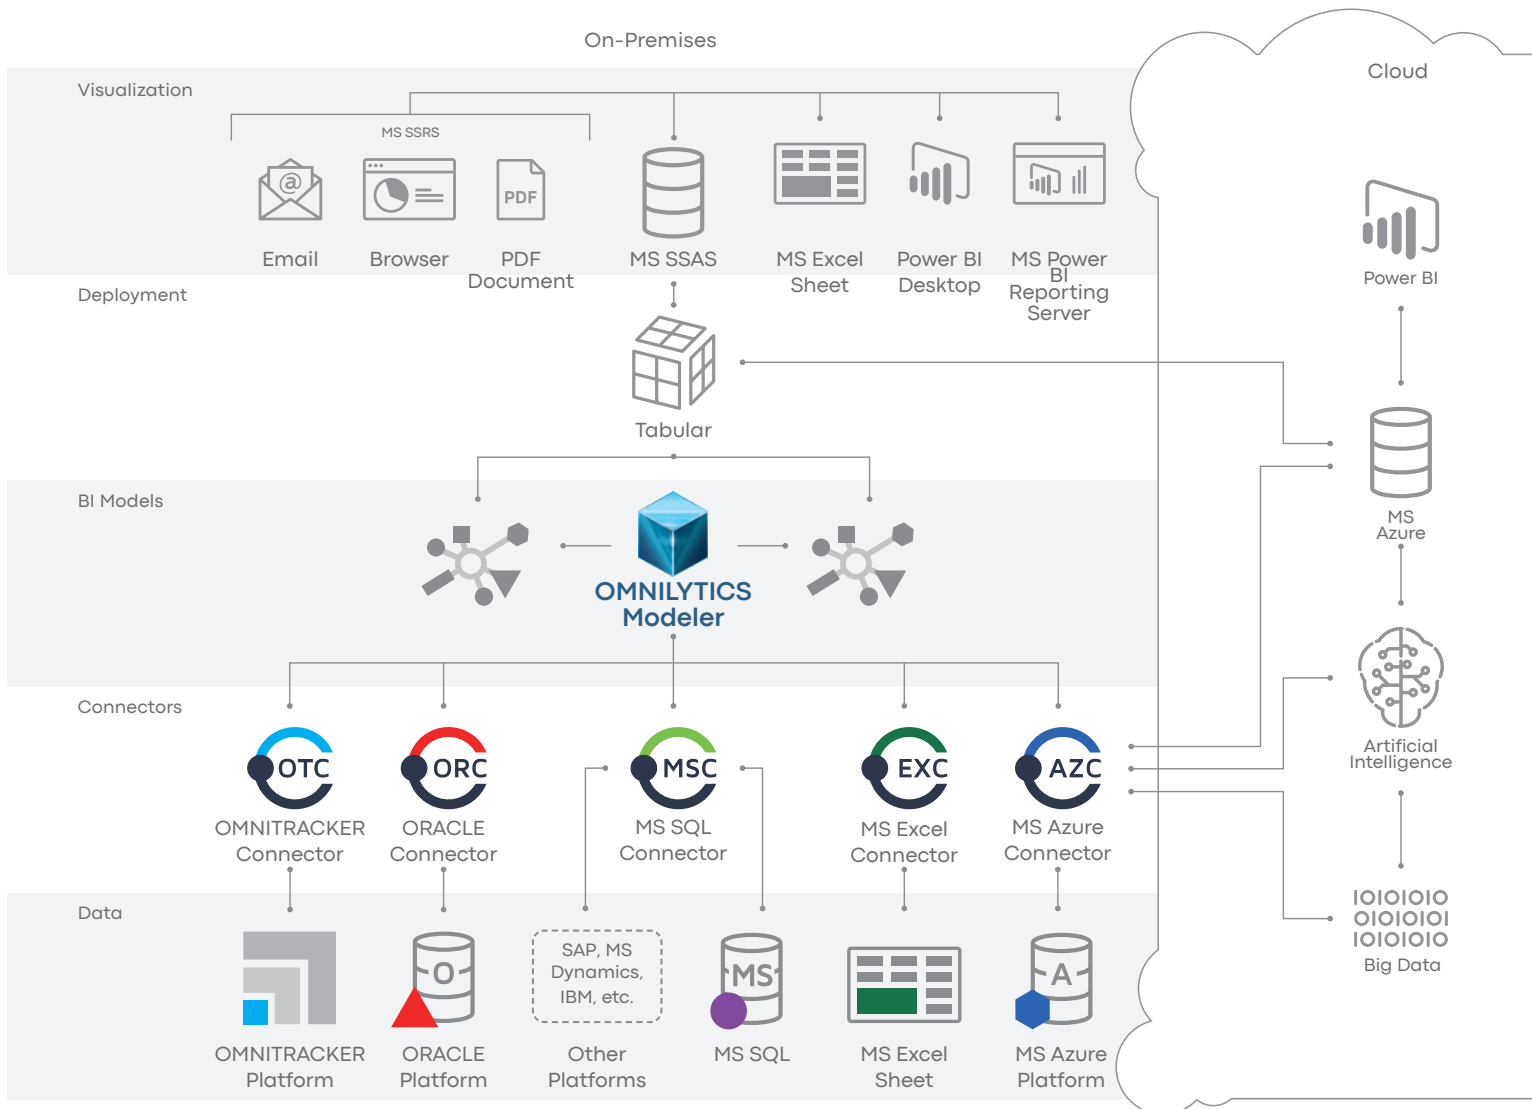 On-Premises
Cloud
Visualization
MS SSRS
@
PDF
Email
Browser
PDF
Document
MS SSAS
MS Excel
Sheet
Power BI
Desktop
MS Power
BI
Reporting
Server
Power BI
Deployment
Tabular
MS
Azure
BI Models
OMNILYTICS
Modeler
Artificial
Intelligence
Connectors
OTC
ORC
MSC
EXC
AZC
OMNITRACKER
Connector
ORACLE
Connector
MS SQL
Connector
MS Excel
Connector
MS Azure
Connector
Data
O
SAP, MS
Dynamics,
IBM, etc.
MS
A
IOIOIOIO
OIOIOIOI
IOIOIOIO
Big Data
OMNITRACKER
Platform
ORACLE
Platform
Other
Platforms
MS SQL
MS Excel
Sheet
MS Azure
Platform